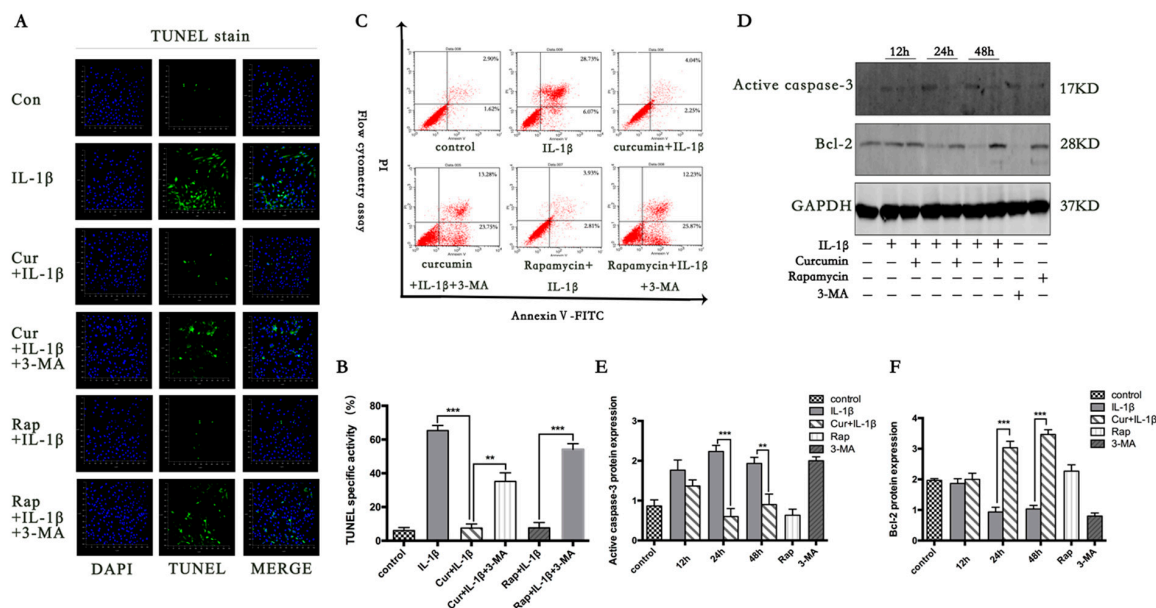 A
TUNEL stain
Con
IL-1β
Cur
+IL-1β
Cur
+IL-1β
+3-MA
Rap
+IL-1β
Rap
+IL-1β
+3-MA
DAPI TUNEL MERGE
C
Flow cytometry assay
PI
2.90%
1.62%
Annexin V
control
28.73%
6.07%
Annexin V
IL-1β
4.04%
2.25%
Annexin V
curcumin+IL-1β
13.28%
23.75%
Annexin V
curcumin
+IL-1β+3-MA
3.93%
2.81%
Annexin V
Rapamycin+
IL-1β
12.23%
25.87%
Annexin V
Rapamycin+IL-1β
+3-MA
Annexin V -FITC
D
12h 24h 48h
Active caspase-3 17KD
Bcl-2 28KD
GAPDH 37KD
IL-1β – + + + + + + – –
Curcumin – – + – + – + – –
Rapamycin – – – – – – – – +
3-MA – – – – – – – + –
B
TUNEL specific activity (%)
80
60
40
20
0
***
**
***
control
IL-1β
Cur+IL-1β
Cur+IL-1β+3-MA
Rap+IL-1β
Rap+IL-1β+3-MA
E
Active caspase-3 protein expression
3
2
1
0
***
**
control
12h
24h
48h
Rap
3-MA
control
IL-1β
Cur+IL-1β
Rap
3-MA
F
Bcl-2 protein expression
4
3
2
1
0
***
***
control
12h
24h
48h
Rap
3-MA
control
IL-1β
Cur+IL-1β
Rap
3-MA